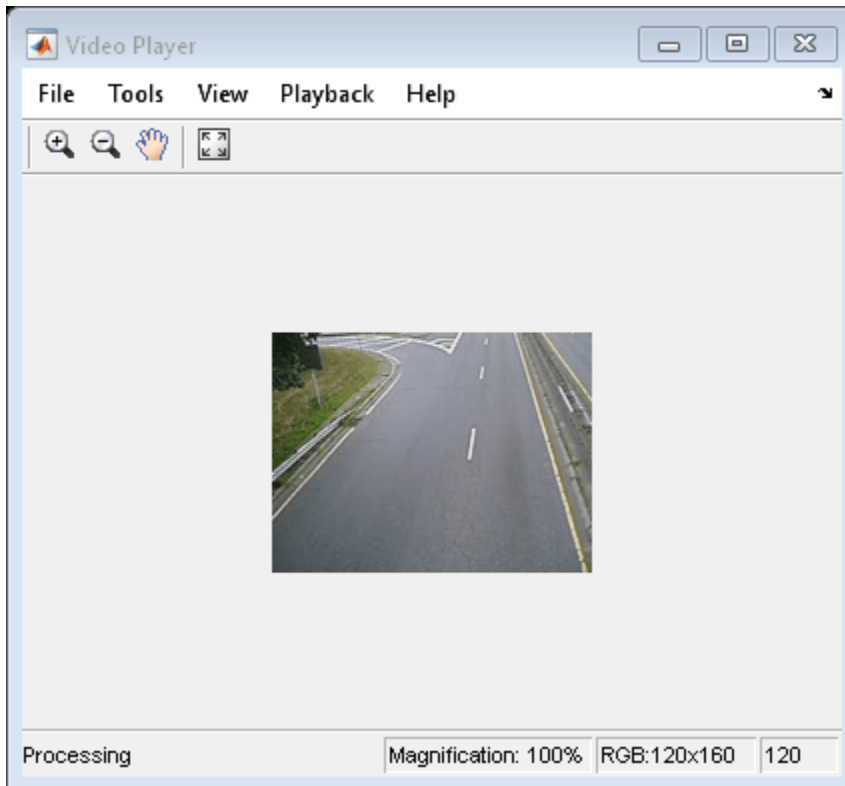 Video Player
File Tools View Playback Help
Processing Magnification: 100% RGB:120x160 120